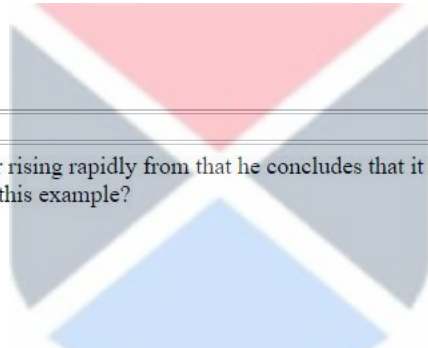 rising rapidly from that he concludes that it
this example?